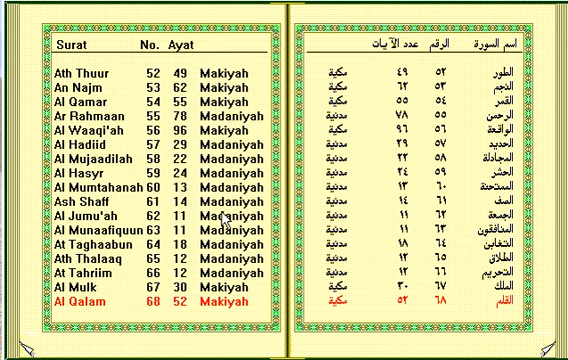 Surat No. Ayat
Ath Thuur 52 49 Makiyah
An Najm 53 62 Makiyah
Al Qamar 54 55 Makiyah
Ar Rahmaan 55 78 Madaniyah
Al Waaqi'ah 56 96 Makiyah
Al Hadiid 57 29 Madaniyah
Al Mujaadilah 58 22 Madaniyah
Al Hasyr 59 24 Madaniyah
Al Mumtahanah 60 13 Madaniyah
Ash Shaff 61 14 Madaniyah
Al Jumu'ah 62 11 Madaniyah
Al Munaafiquun 63 11 Madaniyah
At Taghaabun 64 18 Madaniyah
Ath Thalaaq 65 12 Madaniyah
At Tahriim 66 12 Madaniyah
Al Mulk 67 30 Makiyah
Al Qalam 68 52 Makiyah
اسم السورة الرقم عدد الآيات
الطور ٥٢ ٤٩ مكية
النجم ٥٣ ٦٢ مكية
القمر ٥٤ ٥٥ مكية
الرحمن ٥٥ ٧٨ مدنية
الواقعة ٥٦ ٩٦ مكية
الحديد ٥٧ ٢٩ مدنية
المجادلة ٥٨ ٢٢ مدنية
الحشر ٥٩ ٢٤ مدنية
الممتحنة ٦٠ ١٣ مدنية
الصف ٦١ ١٤ مدنية
الجمعة ٦٢ ١١ مدنية
المنافقون ٦٣ ١١ مدنية
التغابن ٦٤ ١٨ مدنية
الطلاق ٦٥ ١٢ مدنية
التحريم ٦٦ ١٢ مدنية
الملك ٦٧ ٣٠ مكية
القلم ٦٨ ٥٢ مكية